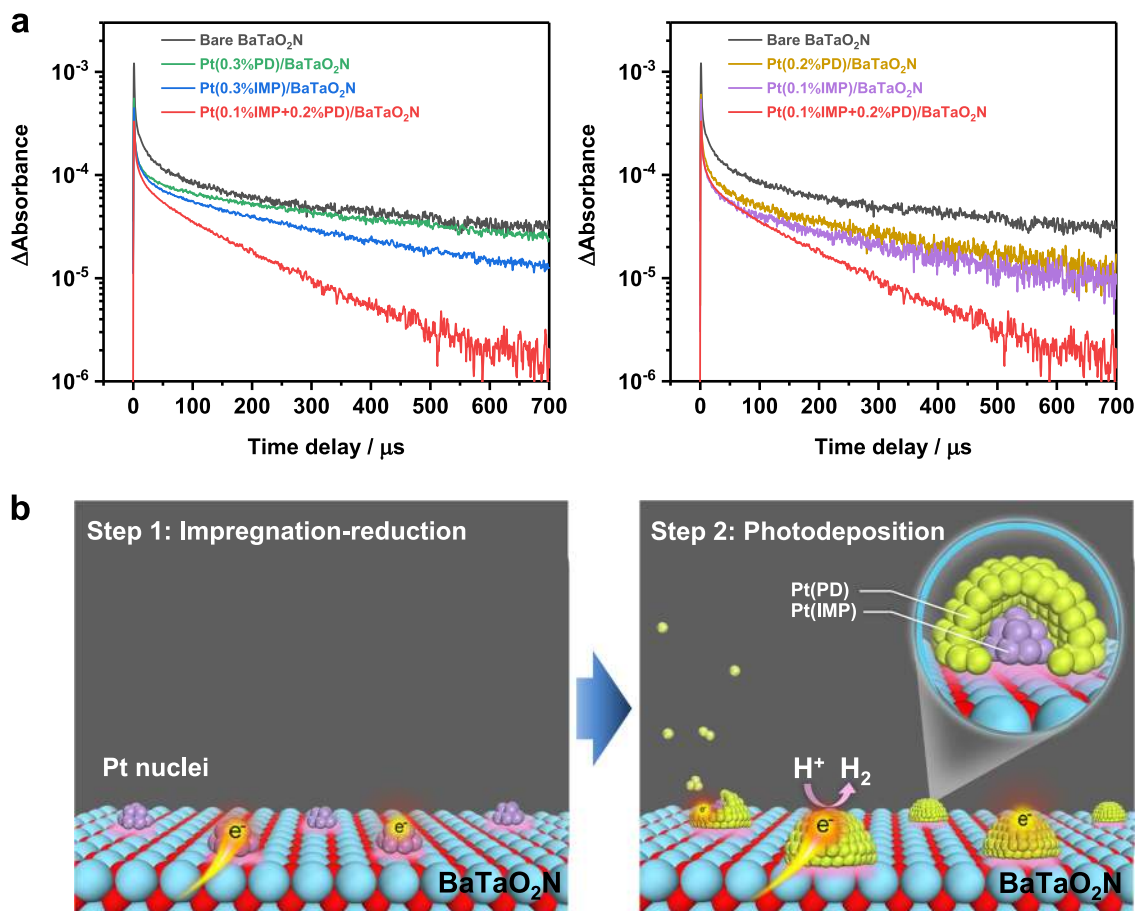 a
Bare BaTaO₂N
Pt(0.3%PD)/BaTaO₂N
Pt(0.3%IMP)/BaTaO₂N
Pt(0.1%IMP+0.2%PD)/BaTaO₂N
ΔAbsorbance
10⁻³
10⁻⁴
10⁻⁵
10⁻⁶
0 100 200 300 400 500 600 700
Time delay / μs
Bare BaTaO₂N
Pt(0.2%PD)/BaTaO₂N
Pt(0.1%IMP)/BaTaO₂N
Pt(0.1%IMP+0.2%PD)/BaTaO₂N
ΔAbsorbance
10⁻³
10⁻⁴
10⁻⁵
10⁻⁶
0 100 200 300 400 500 600 700
Time delay / μs
b
Step 1: Impregnation-reduction
Pt nuclei
e⁻
e⁻
BaTaO₂N
Step 2: Photodeposition
Pt(PD)
Pt(IMP)
H⁺ H₂
e⁻
e⁻
e⁻
BaTaO₂N